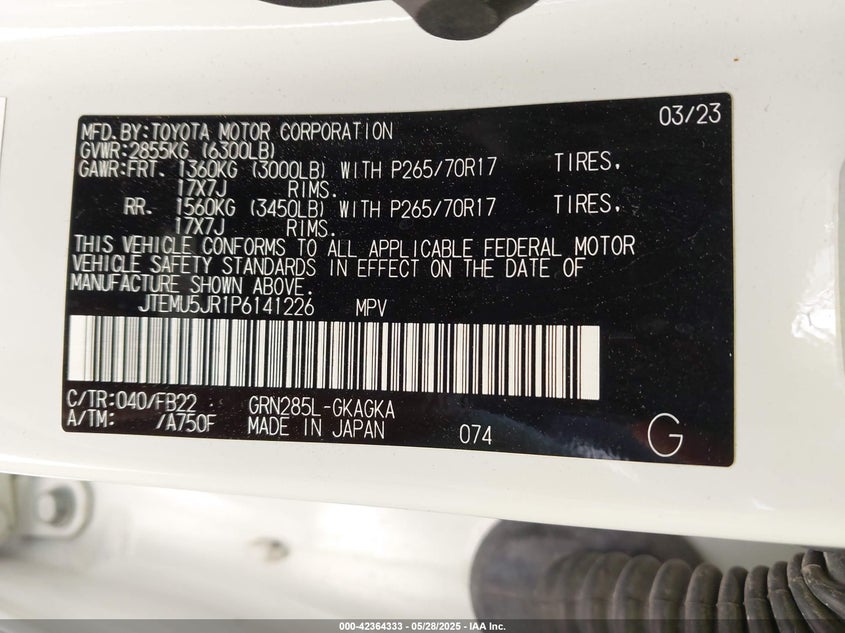 03/23
MFD. BY: TOYOTA MOTOR CORPORATION
GVWR: 2855KG (6300LB)
GAWR: FRT. 1360KG (3000LB) WITH P265/70R17 TIRES,
17X7J RIMS.
RR. 1560KG (3450LB) WITH P265/70R17 TIRES,
17X7J RIMS.
THIS VEHICLE CONFORMS TO ALL APPLICABLE FEDERAL MOTOR
VEHICLE SAFETY STANDARDS IN EFFECT ON THE DATE OF
MANUFACTURE SHOWN ABOVE.
JTEMU5JR1P6141226 MPV
C/TR: 040/FB22 GRN285L-GKAGKA
A/TM: /A750F MADE IN JAPAN 074 G
000-42364333 / 05/28/2025 / IAA Inc.